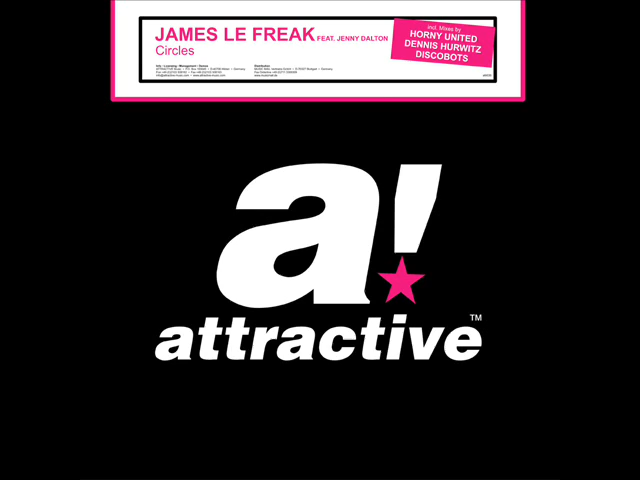 JAMES LE FREAK FEAT. JENNY DALTON
Circles
incl. Mixes by
HORNY UNITED
DENNIS HURWITZ
DiSCOBOTS
a!
attractive™